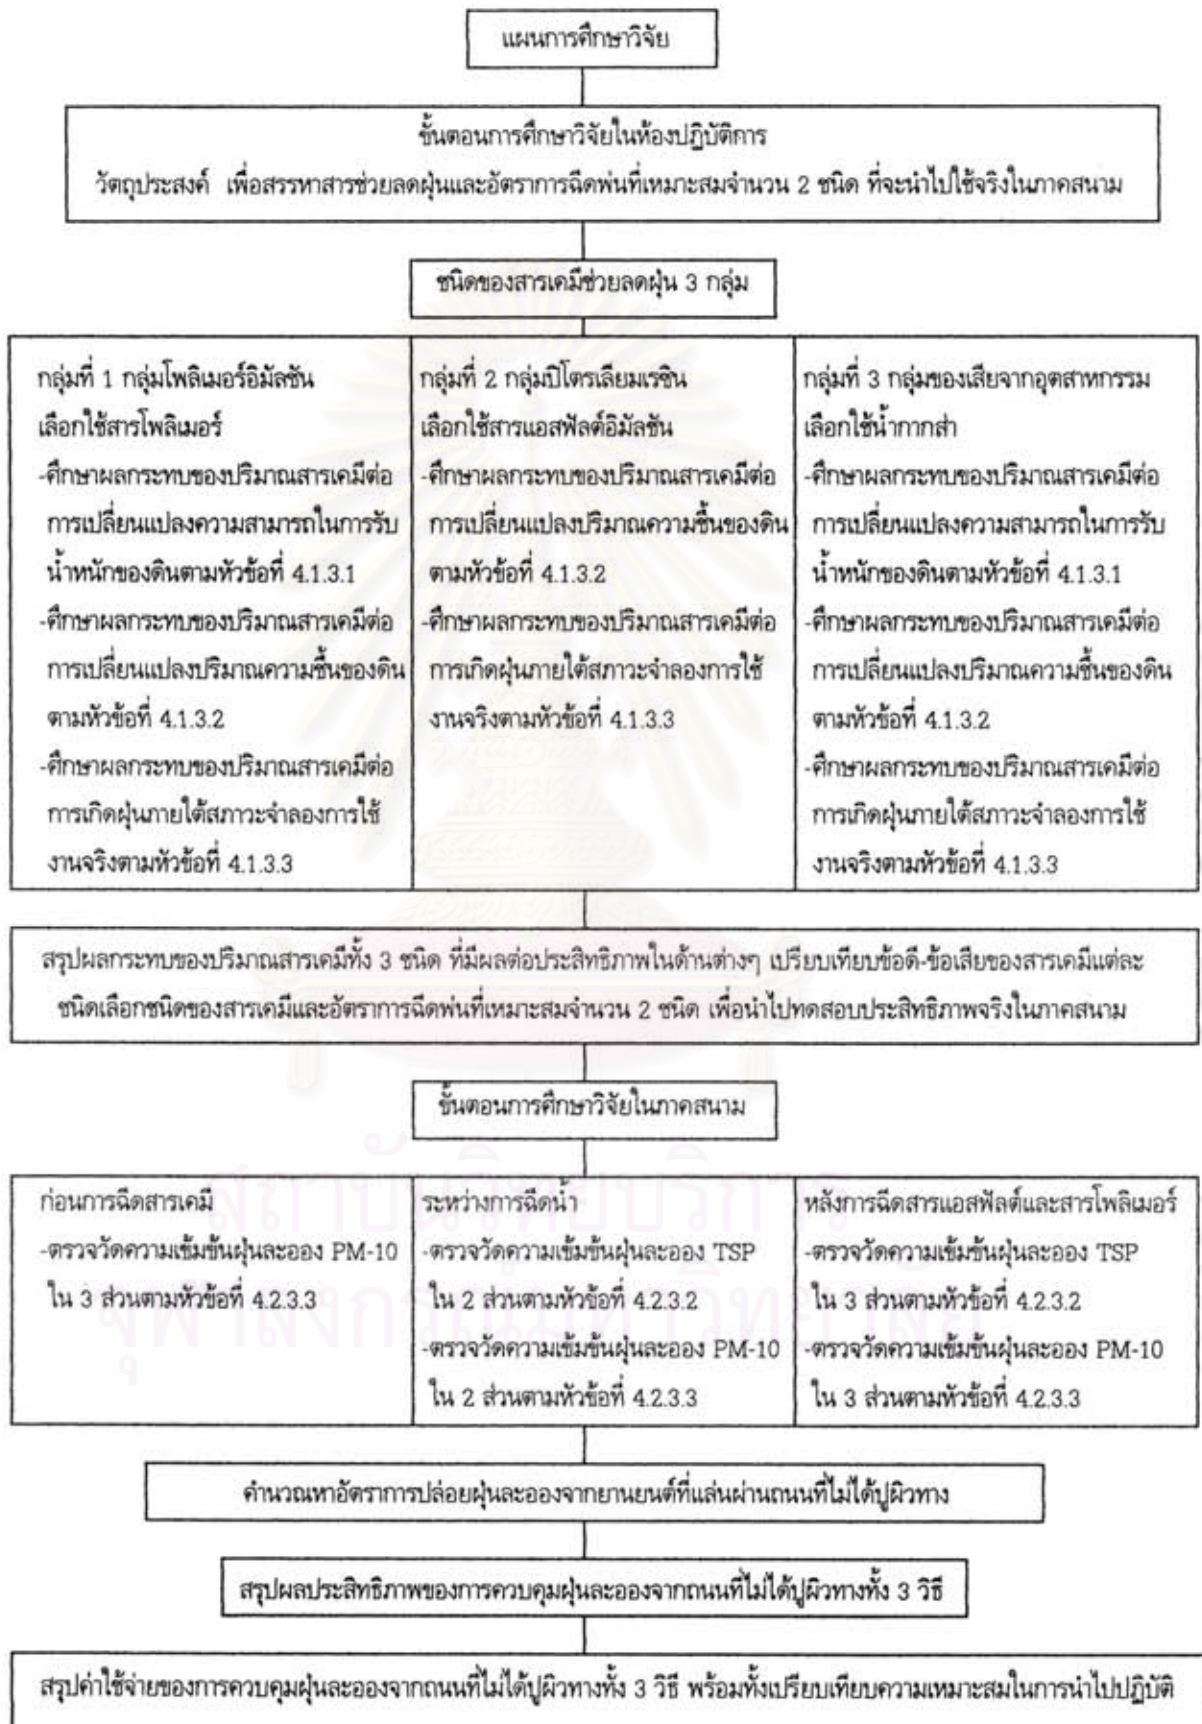 แผนการศึกษาวิจัย
ขั้นตอนการศึกษาวิจัยในห้องปฏิบัติการ
วัตถุประสงค์ เพื่อสรรหาสารช่วยลดฝุ่นและอัตราการฉีดพ่นที่เหมาะสมจำนวน 2 ชนิด ที่จะนำไปใช้จริงในภาคสนาม
ชนิดของสารเคมีช่วยลดฝุ่น 3 กลุ่ม
กลุ่มที่ 1 กลุ่มโพลิเมอร์อิมัลชัน
เลือกใช้สารโพลิเมอร์
-ศึกษาผลกระทบของปริมาณสารเคมีต่อ
การเปลี่ยนแปลงความสามารถในการรับ
น้ำหนักของดินตามหัวข้อที่ 4.1.3.1
-ศึกษาผลกระทบของปริมาณสารเคมีต่อ
การเปลี่ยนแปลงปริมาณความชื้นของดิน
ตามหัวข้อที่ 4.1.3.2
-ศึกษาผลกระทบของปริมาณสารเคมีต่อ
การเกิดฝุ่นภายใต้สภาวะจำลองการใช้
งานจริงตามหัวข้อที่ 4.1.3.3
กลุ่มที่ 2 กลุ่มปิโตรเลียมเรซิน
เลือกใช้สารแอสฟัลต์อิมัลชัน
-ศึกษาผลกระทบของปริมาณสารเคมีต่อ
การเปลี่ยนแปลงปริมาณความชื้นของดิน
ตามหัวข้อที่ 4.1.3.2
-ศึกษาผลกระทบของปริมาณสารเคมีต่อ
การเกิดฝุ่นภายใต้สภาวะจำลองการใช้
งานจริงตามหัวข้อที่ 4.1.3.3
กลุ่มที่ 3 กลุ่มของเสียจากอุตสาหกรรม
เลือกใช้น้ำกากส่า
-ศึกษาผลกระทบของปริมาณสารเคมีต่อ
การเปลี่ยนแปลงความสามารถในการรับ
น้ำหนักของดินตามหัวข้อที่ 4.1.3.1
-ศึกษาผลกระทบของปริมาณสารเคมีต่อ
การเปลี่ยนแปลงปริมาณความชื้นของดิน
ตามหัวข้อที่ 4.1.3.2
-ศึกษาผลกระทบของปริมาณสารเคมีต่อ
การเกิดฝุ่นภายใต้สภาวะจำลองการใช้
งานจริงตามหัวข้อที่ 4.1.3.3
สรุปผลกระทบของปริมาณสารเคมีทั้ง 3 ชนิด ที่มีผลต่อประสิทธิภาพในด้านต่างๆ เปรียบเทียบข้อดี-ข้อเสียของสารเคมีแต่ละ
ชนิดเลือกชนิดของสารเคมีและอัตราการฉีดพ่นที่เหมาะสมจำนวน 2 ชนิด เพื่อนำไปทดสอบประสิทธิภาพจริงในภาคสนาม
ขั้นตอนการศึกษาวิจัยในภาคสนาม
ก่อนการฉีดสารเคมี
-ตรวจวัดความเข้มข้นฝุ่นละออง PM-10
ใน 3 ส่วนตามหัวข้อที่ 4.2.3.3
ระหว่างการฉีดน้ำ
-ตรวจวัดความเข้มข้นฝุ่นละออง TSP
ใน 2 ส่วนตามหัวข้อที่ 4.2.3.2
-ตรวจวัดความเข้มข้นฝุ่นละออง PM-10
ใน 2 ส่วนตามหัวข้อที่ 4.2.3.3
หลังการฉีดสารแอสฟัลต์และสารโพลิเมอร์
-ตรวจวัดความเข้มข้นฝุ่นละออง TSP
ใน 3 ส่วนตามหัวข้อที่ 4.2.3.2
-ตรวจวัดความเข้มข้นฝุ่นละออง PM-10
ใน 3 ส่วนตามหัวข้อที่ 4.2.3.3
สถาบันวิทยบริการ
จุฬาลงกรณ์มหาวิทยาลัย
คำนวณหาอัตราการปล่อยฝุ่นละอองจากยานยนต์ที่แล่นผ่านถนนที่ไม่ได้ปูผิวทาง
สรุปผลประสิทธิภาพของการควบคุมฝุ่นละอองจากถนนที่ไม่ได้ปูผิวทางทั้ง 3 วิธี
สรุปค่าใช้จ่ายของการควบคุมฝุ่นละอองจากถนนที่ไม่ได้ปูผิวทางทั้ง 3 วิธี พร้อมทั้งเปรียบเทียบความเหมาะสมในการนำไปปฏิบัติ